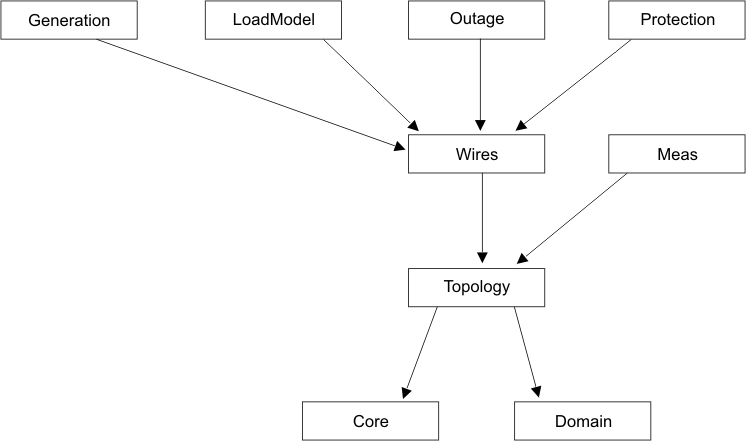 Generation
LoadModel
Outage
Protection
Wires
Meas
Topology
Core
Domain